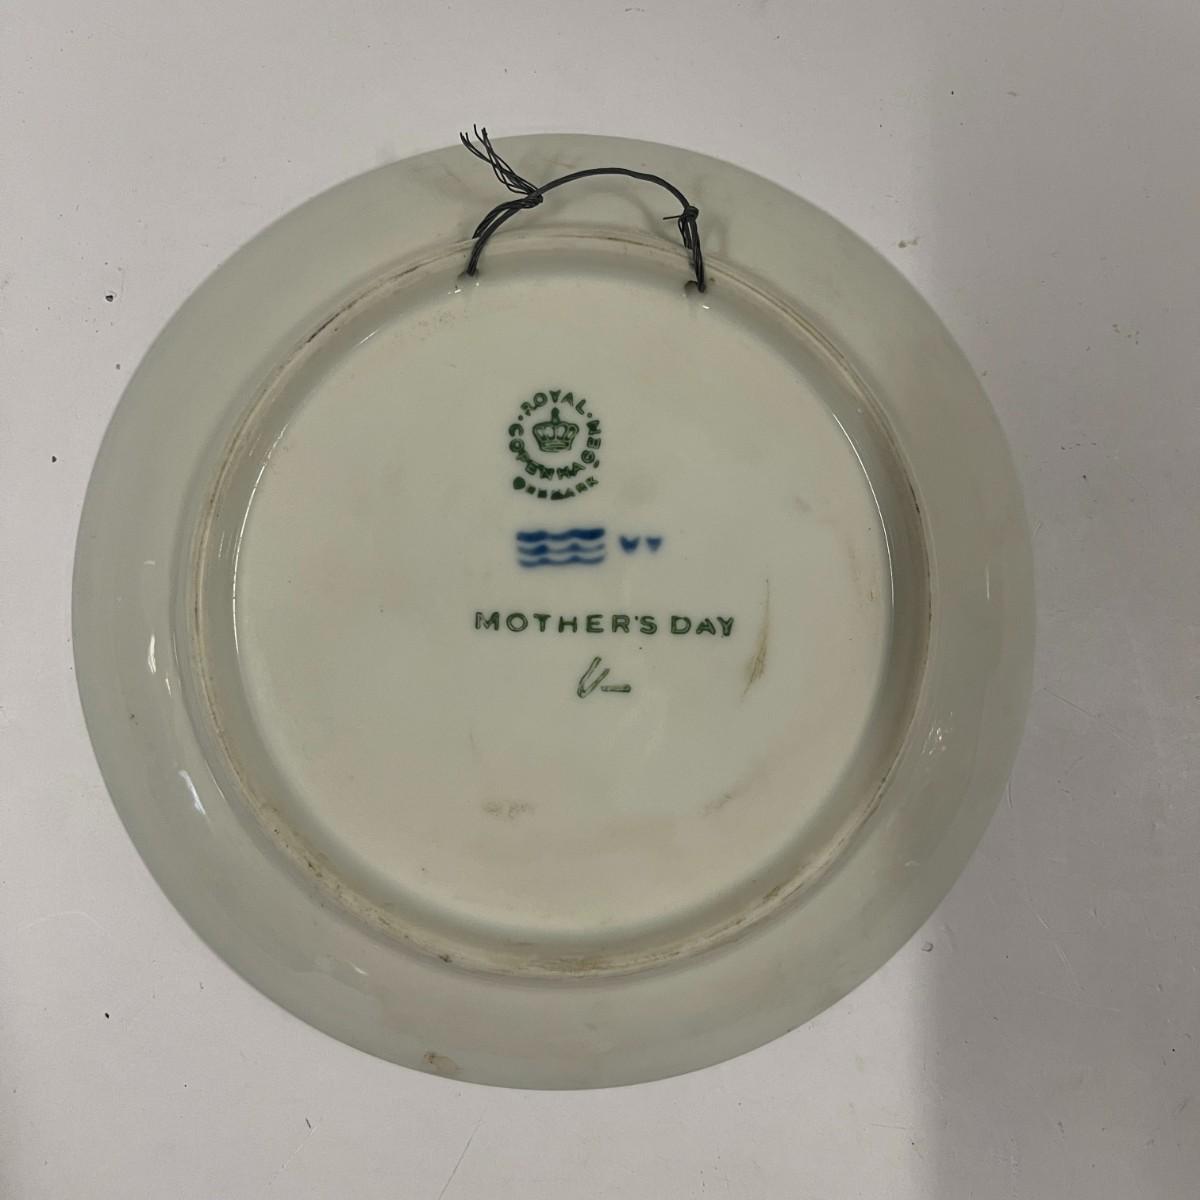 ROYAL
COPENHAGEN
DENMARK
MOTHER'S DAY